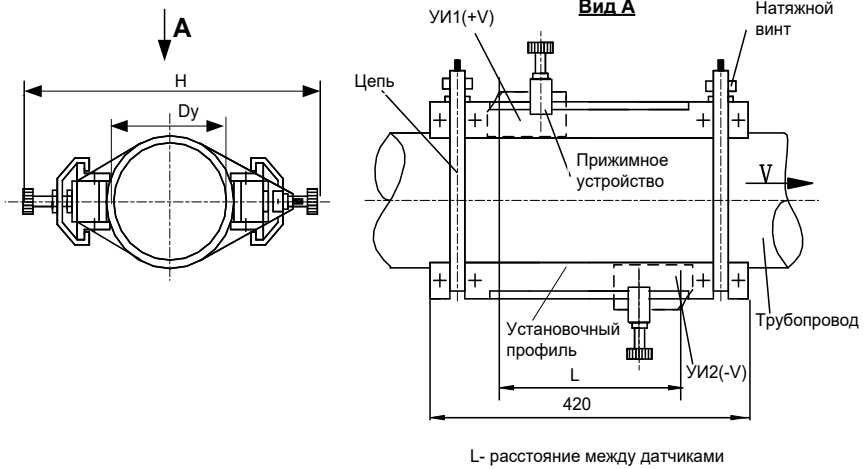 Вид А
А
H
Dy
УИ1(+V)
Натяжной
винт
Цепь
Прижимное
устройство
V
Установочный
профиль
Трубопровод
УИ2(-V)
L
420
L- расстояние между датчиками